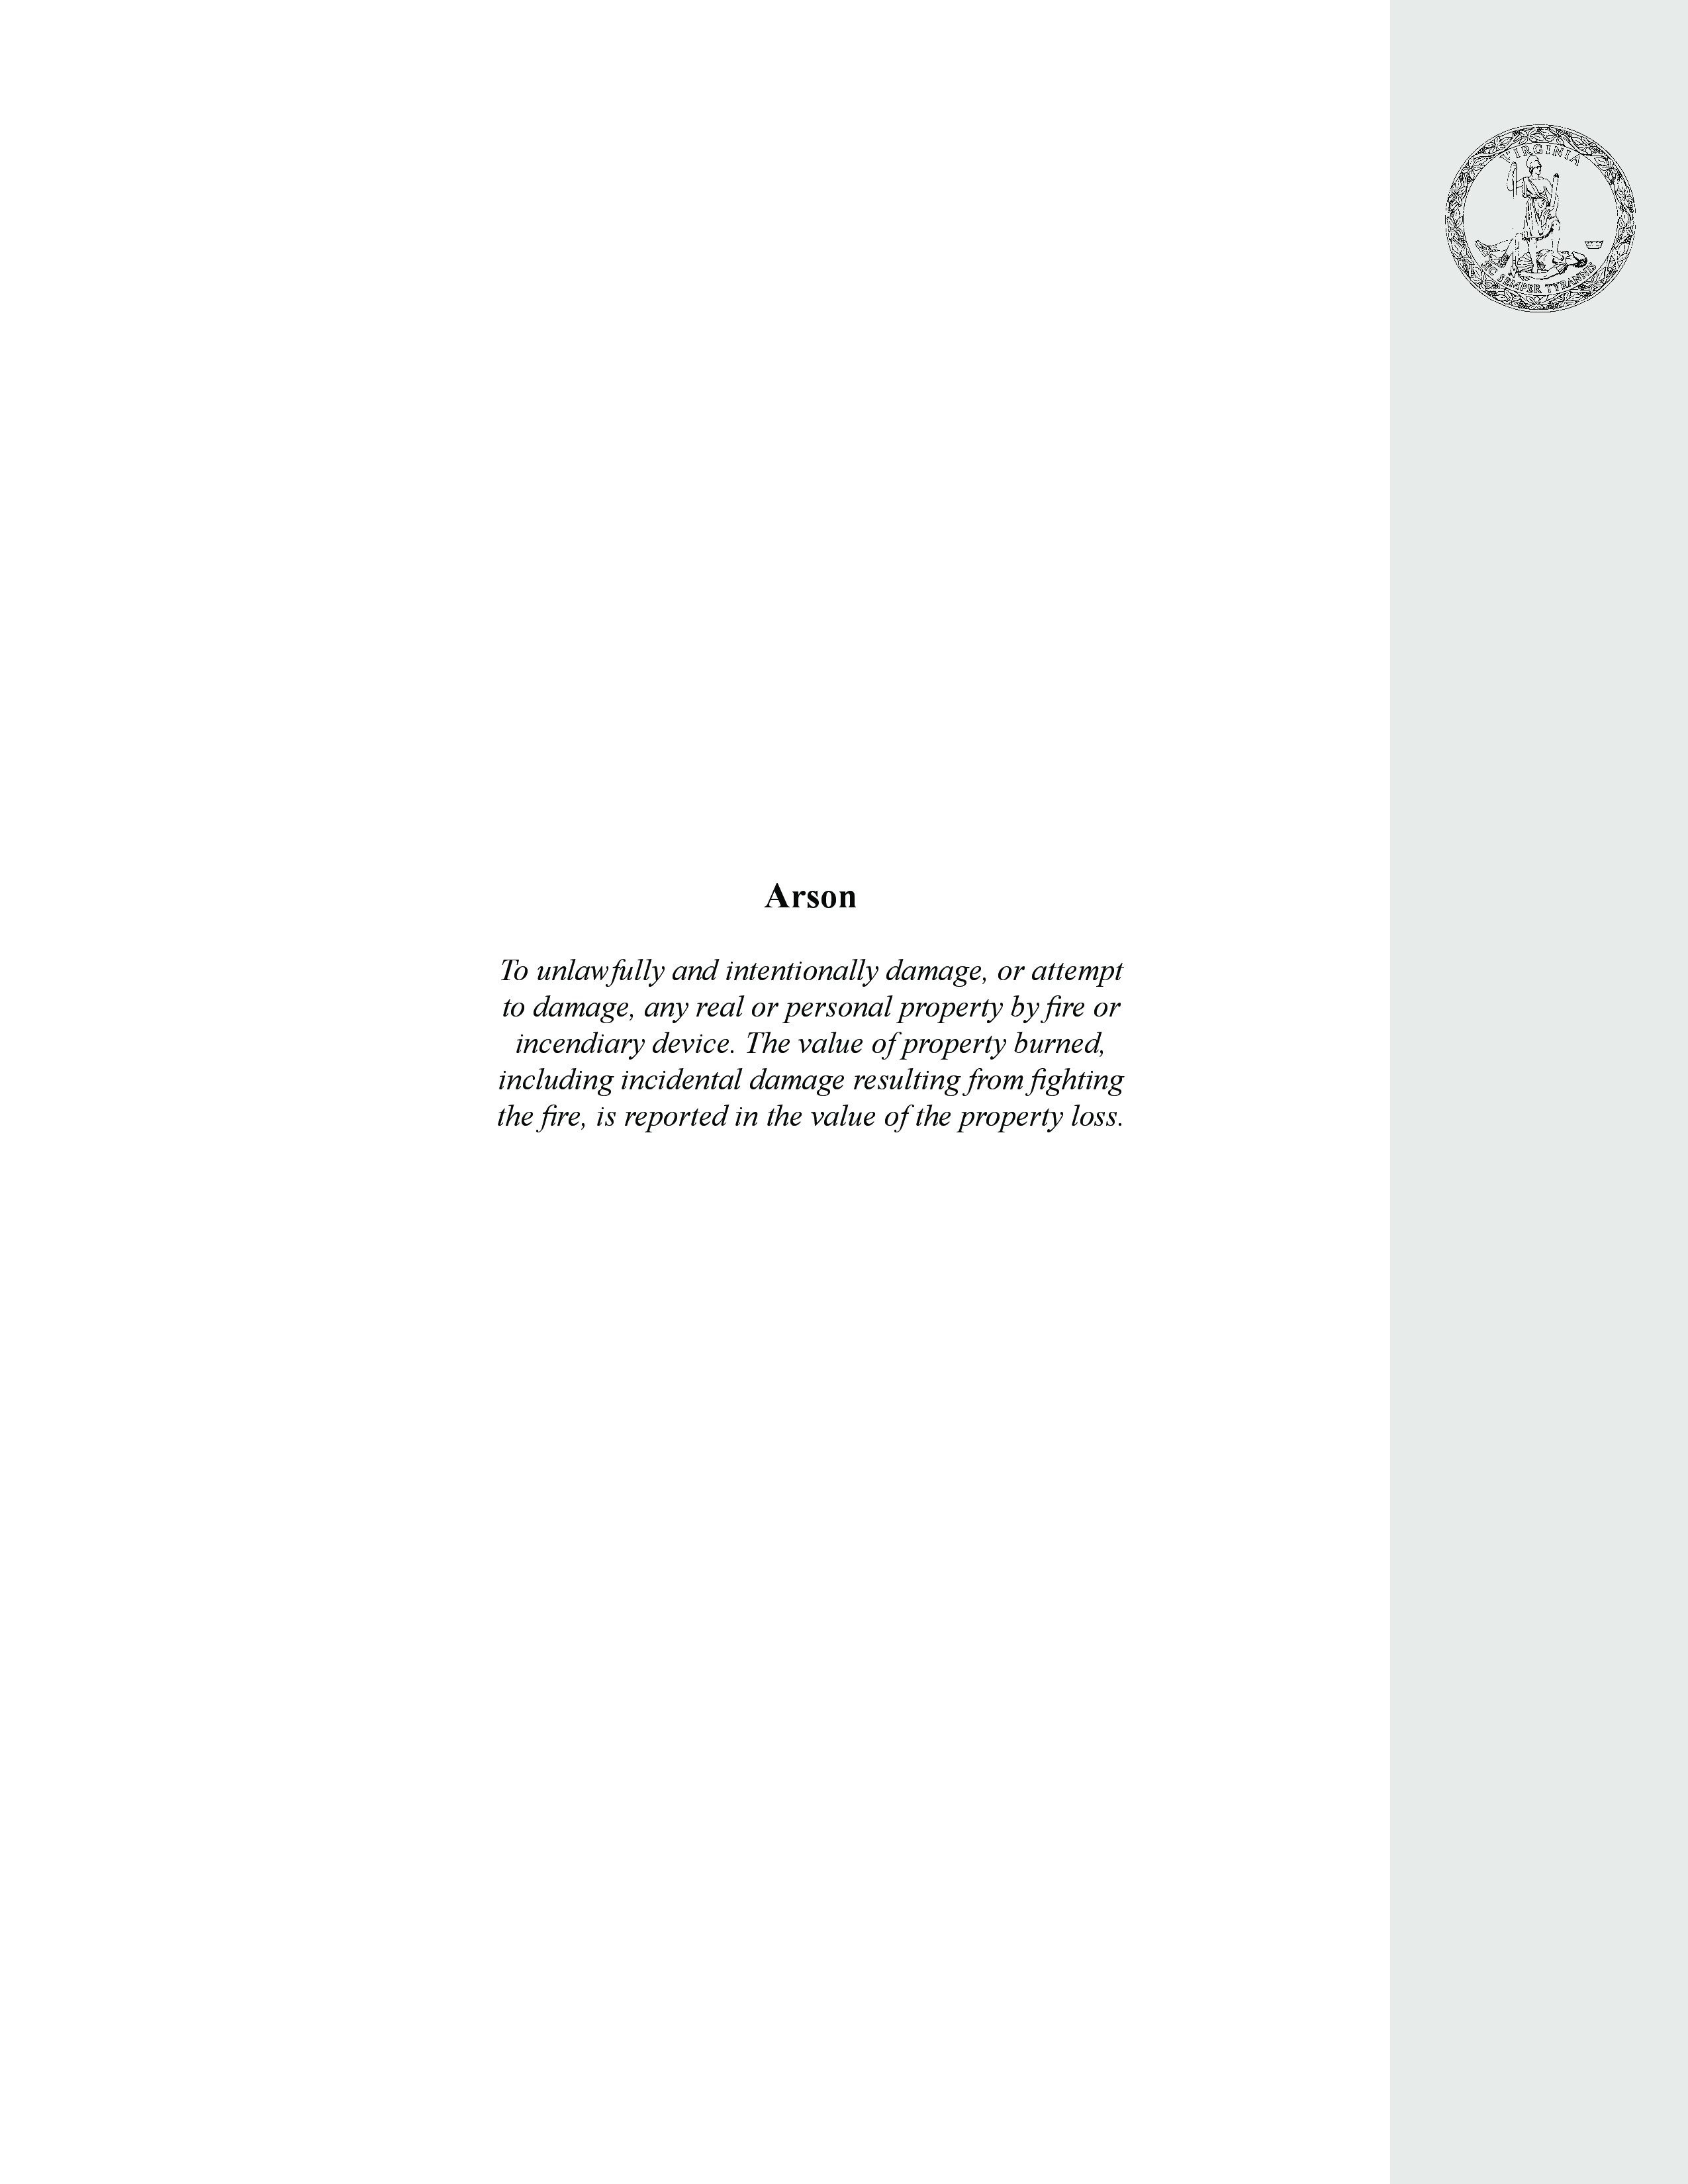 VIRGINIA
SIC SEMPER TYRANNIS
Arson
To unlawfully and intentionally damage, or attempt
to damage, any real or personal property by fire or
incendiary device. The value of property burned,
including incidental damage resulting from fighting
the fire, is reported in the value of the property loss.